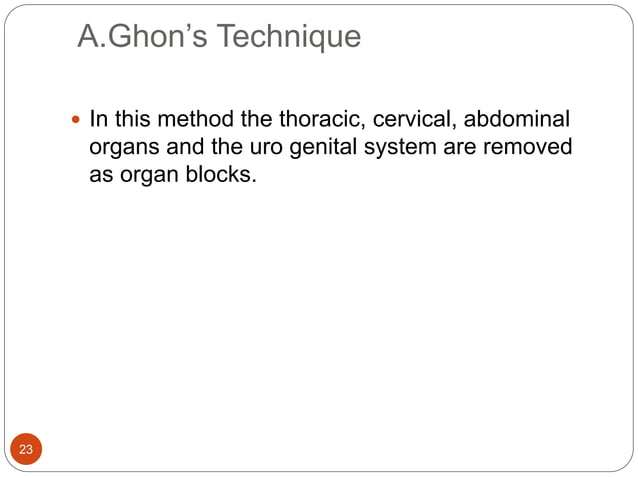 A.Ghon’s Technique
• In this method the thoracic, cervical, abdominal
organs and the uro genital system are removed
as organ blocks.
23